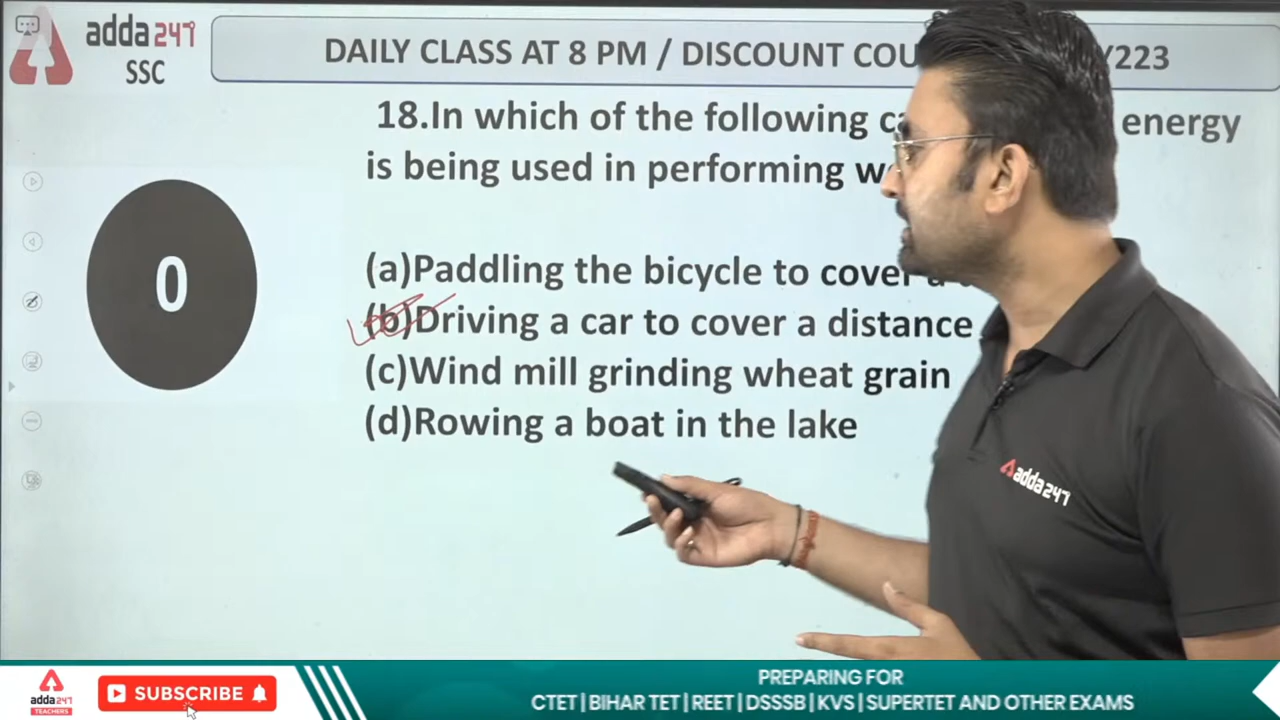 adda247
SSC
DAILY CLASS AT 8 PM / DISCOUNT COU Y223
18.In which of the following energy
is being used in performing
(a)Paddling the bicycle to cover a
(b)Driving a car to cover a distance
(c)Wind mill grinding wheat grain
(d)Rowing a boat in the lake
0
adda247
adda247
TEACHERS
SUBSCRIBE
PREPARING FOR
CTET | BIHAR TET | REET | DSSSB | KVS | SUPERTET AND OTHER EXAMS